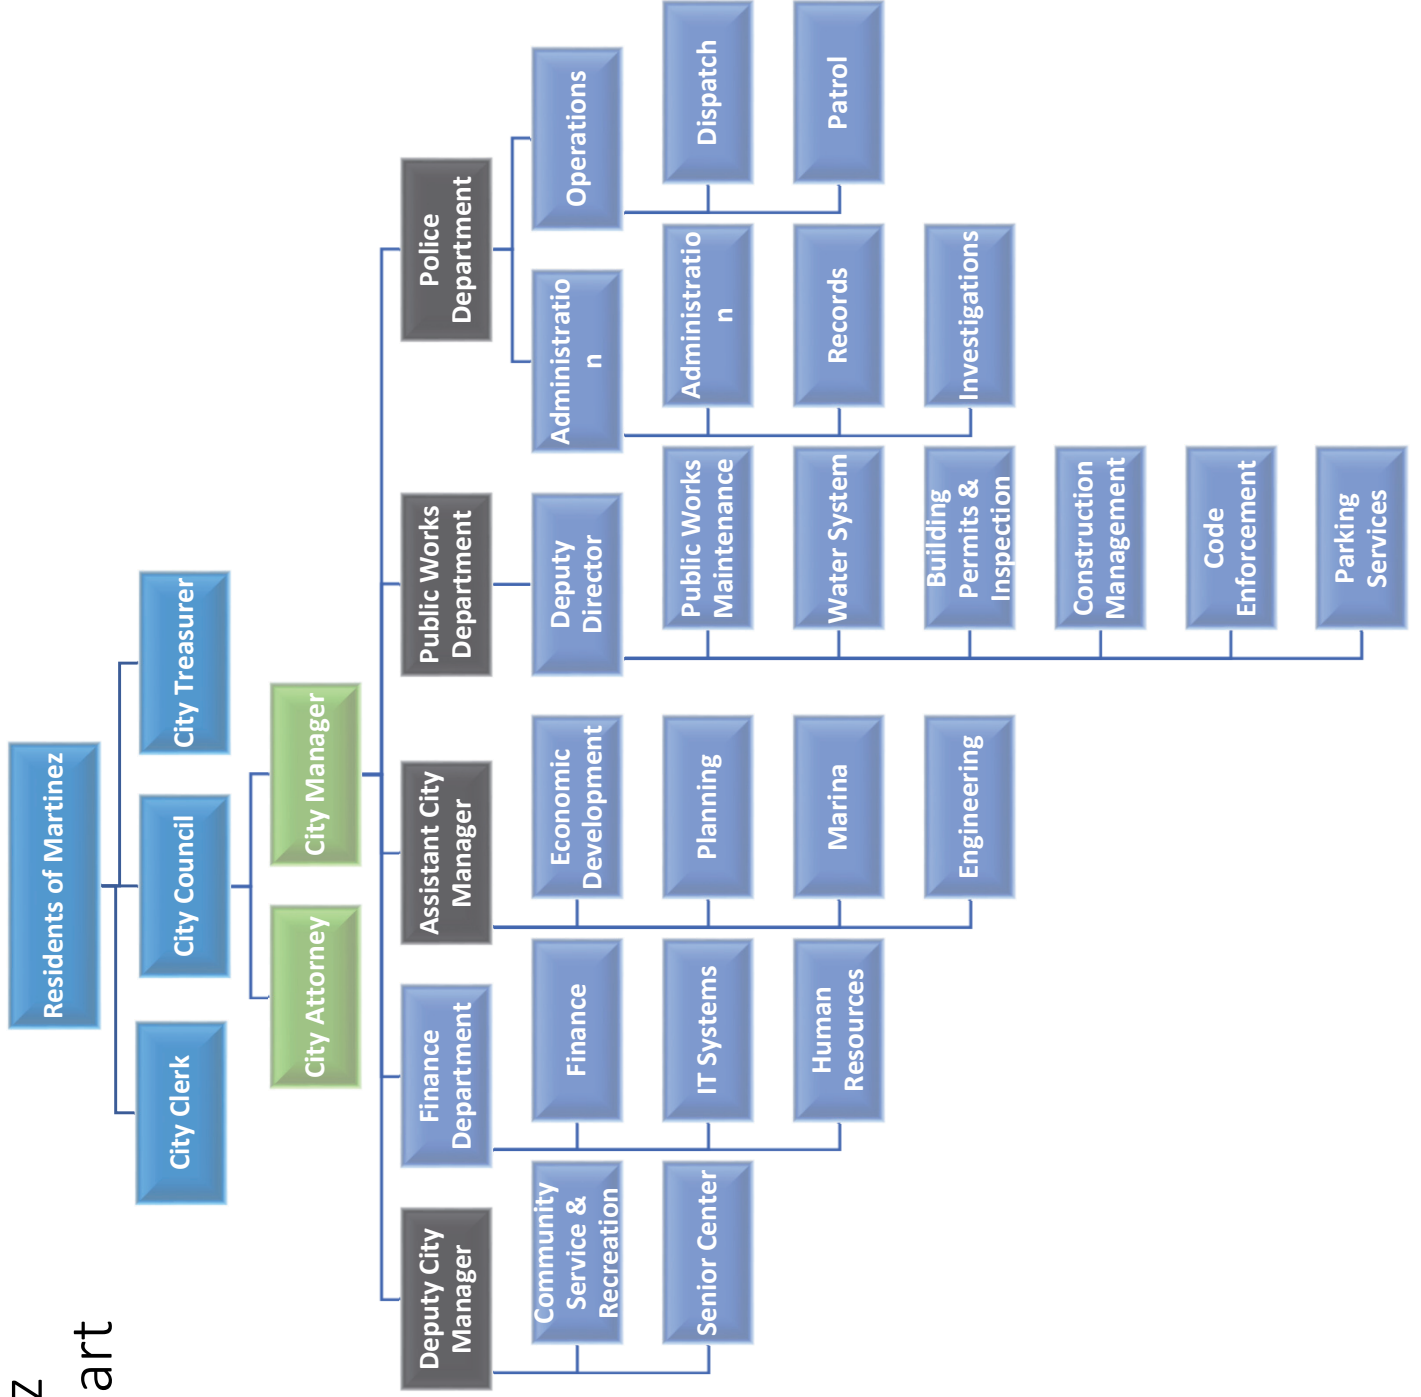 z
art
Residents of Martinez
City Clerk
City Council
City Treasurer
City Attorney
City Manager
Deputy City
Manager
Community
Service &
Recreation
Senior Center
Finance
Department
Finance
IT Systems
Human
Resources
Assistant City
Manager
Economic
Development
Planning
Marina
Engineering
Public Works
Department
Deputy
Director
Public Works
Maintenance
Water System
Building
Permits &
Inspection
Construction
Management
Code
Enforcement
Parking
Services
Police
Department
Administratio
n
Administratio
n
Records
Investigations
Operations
Dispatch
Patrol